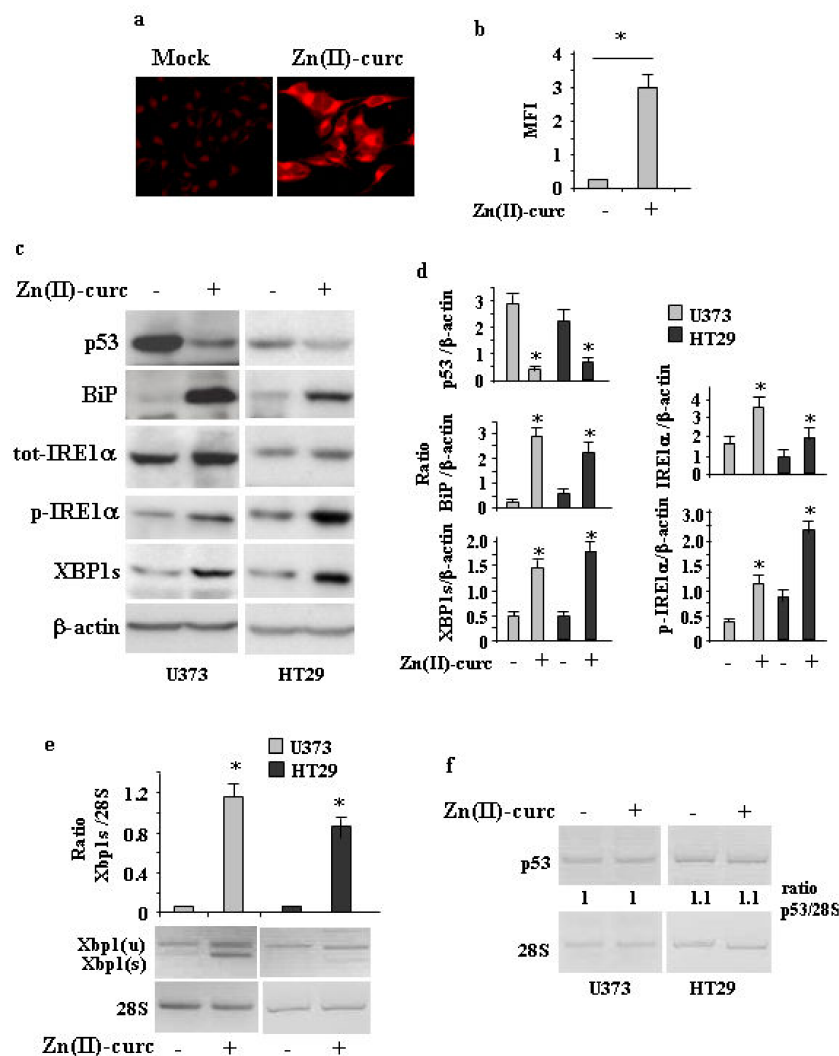 a
Mock Zn(II)-curc
b
*
4
3
2
1
0
MFI
Zn(II)-curc - +
c
Zn(II)-curc - + - +
p53
BiP
tot-IRE1α
p-IRE1α
XBP1s
β-actin
U373 HT29
d
U373
HT29
Ratio
p53/β-actin
3
2
1
0
* *
BiP/β-actin
3
2
1
0
* *
XBP1s/β-actin
2.0
1.5
1.0
0.5
0
* *
Zn(II)-curc - + - +
IRE1α/β-actin
4
3
2
1
0
* *
p-IRE1α/β-actin
3.0
2.0
1.0
0.5
0
* *
- + - +
e
U373
HT29
Ratio
Xbp1s/28S
1.2
0.8
0.4
0
* *
Xbp1(u)
Xbp1(s)
28S
Zn(II)-curc - + - +
f
Zn(II)-curc - + - +
p53
1 1 1.1 1.1 ratio
p53/28S
28S
U373 HT29